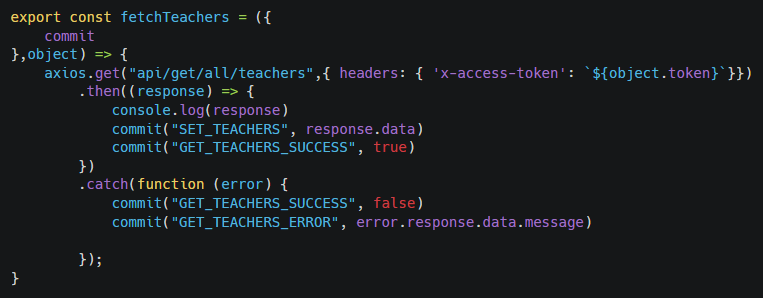 export const fetchTeachers = ({
    commit
},object) => {
    axios.get("api/get/all/teachers",{ headers: { 'x-access-token': `${object.token}`}})
        .then((response) => {
            console.log(response)
            commit("SET_TEACHERS", response.data)
            commit("GET_TEACHERS_SUCCESS", true)
        })
        .catch(function (error) {
            commit("GET_TEACHERS_SUCCESS", false)
            commit("GET_TEACHERS_ERROR", error.response.data.message)

        });
}